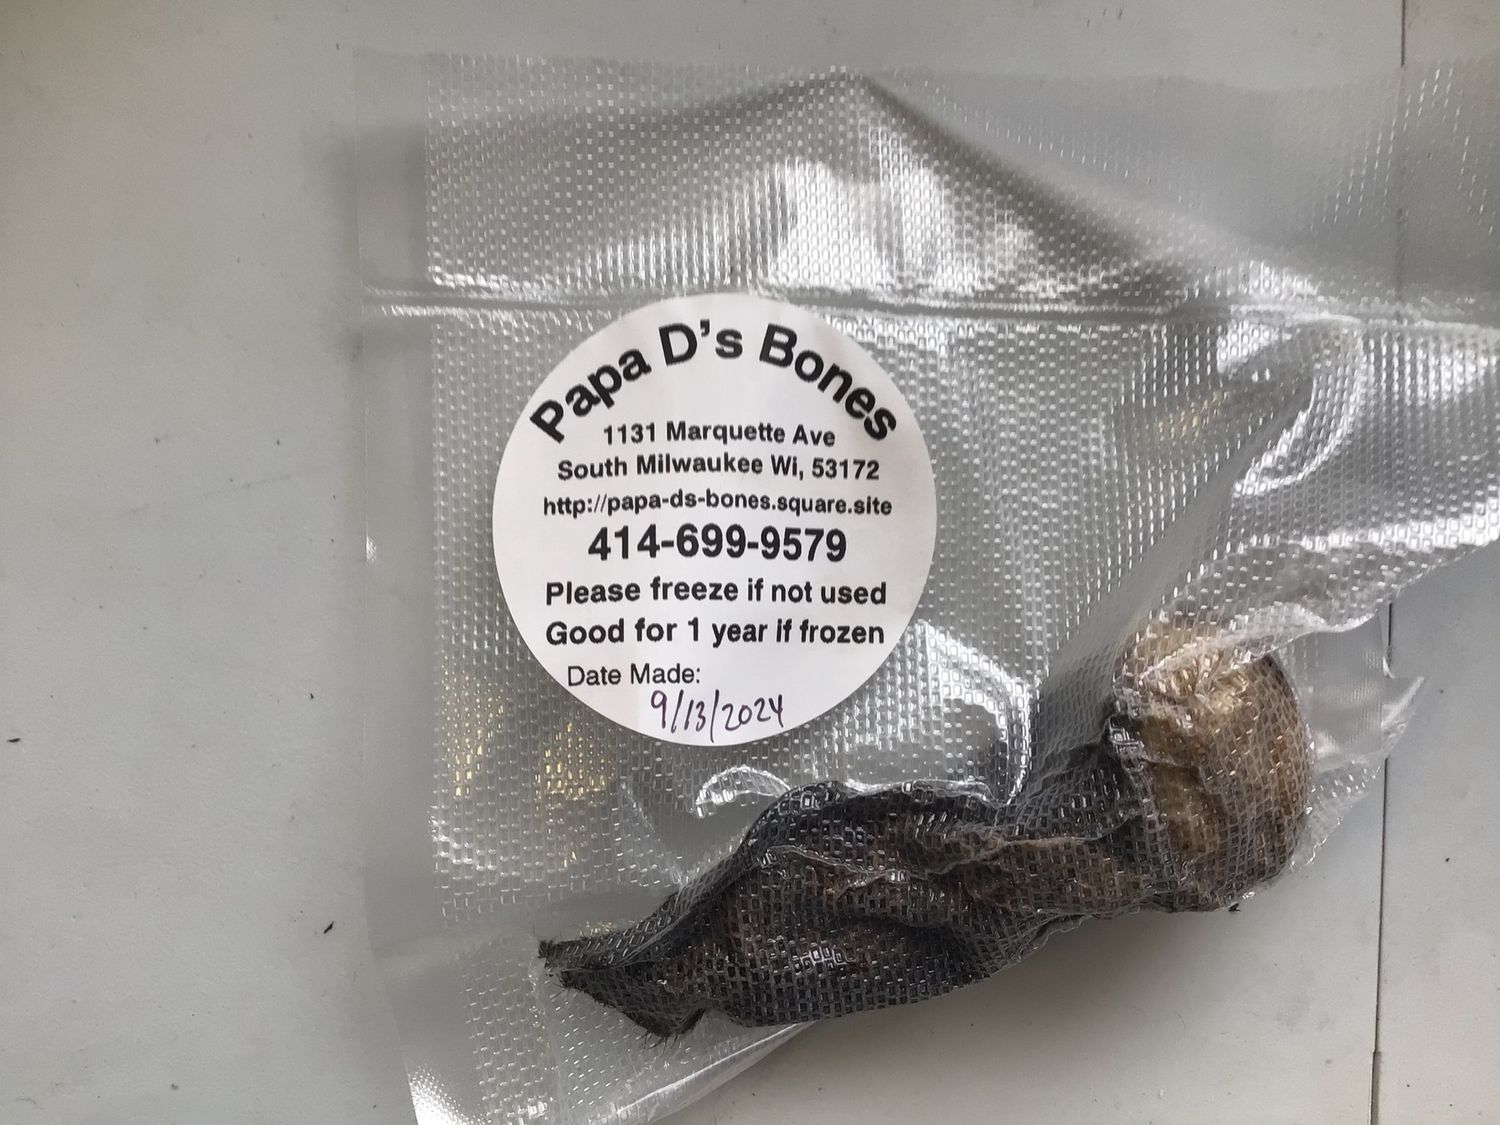 Papa D's Bones
1131 Marquette Ave
South Milwaukee Wi, 53172
http://papa-ds-bones.square.site
414-699-9579
Please freeze if not used
Good for 1 year if frozen
Date Made:
9/13/2024